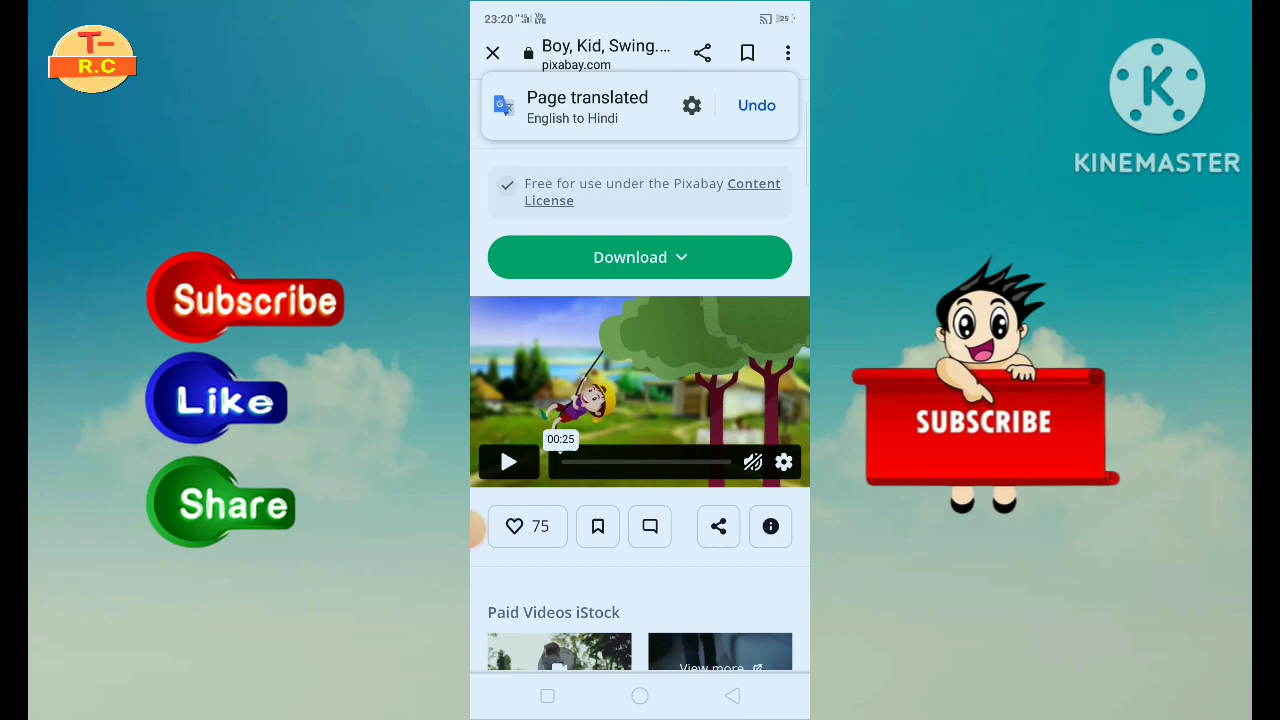 T-
R.C
KINEMASTER
Subscribe
Like
Share
23:20
25
Boy, Kid, Swing....
pixabay.com
Page translated
English to Hindi
Undo
Free for use under the Pixabay Content
License
Download
00:25
75
Paid Videos iStock
View more
SUBSCRIBE